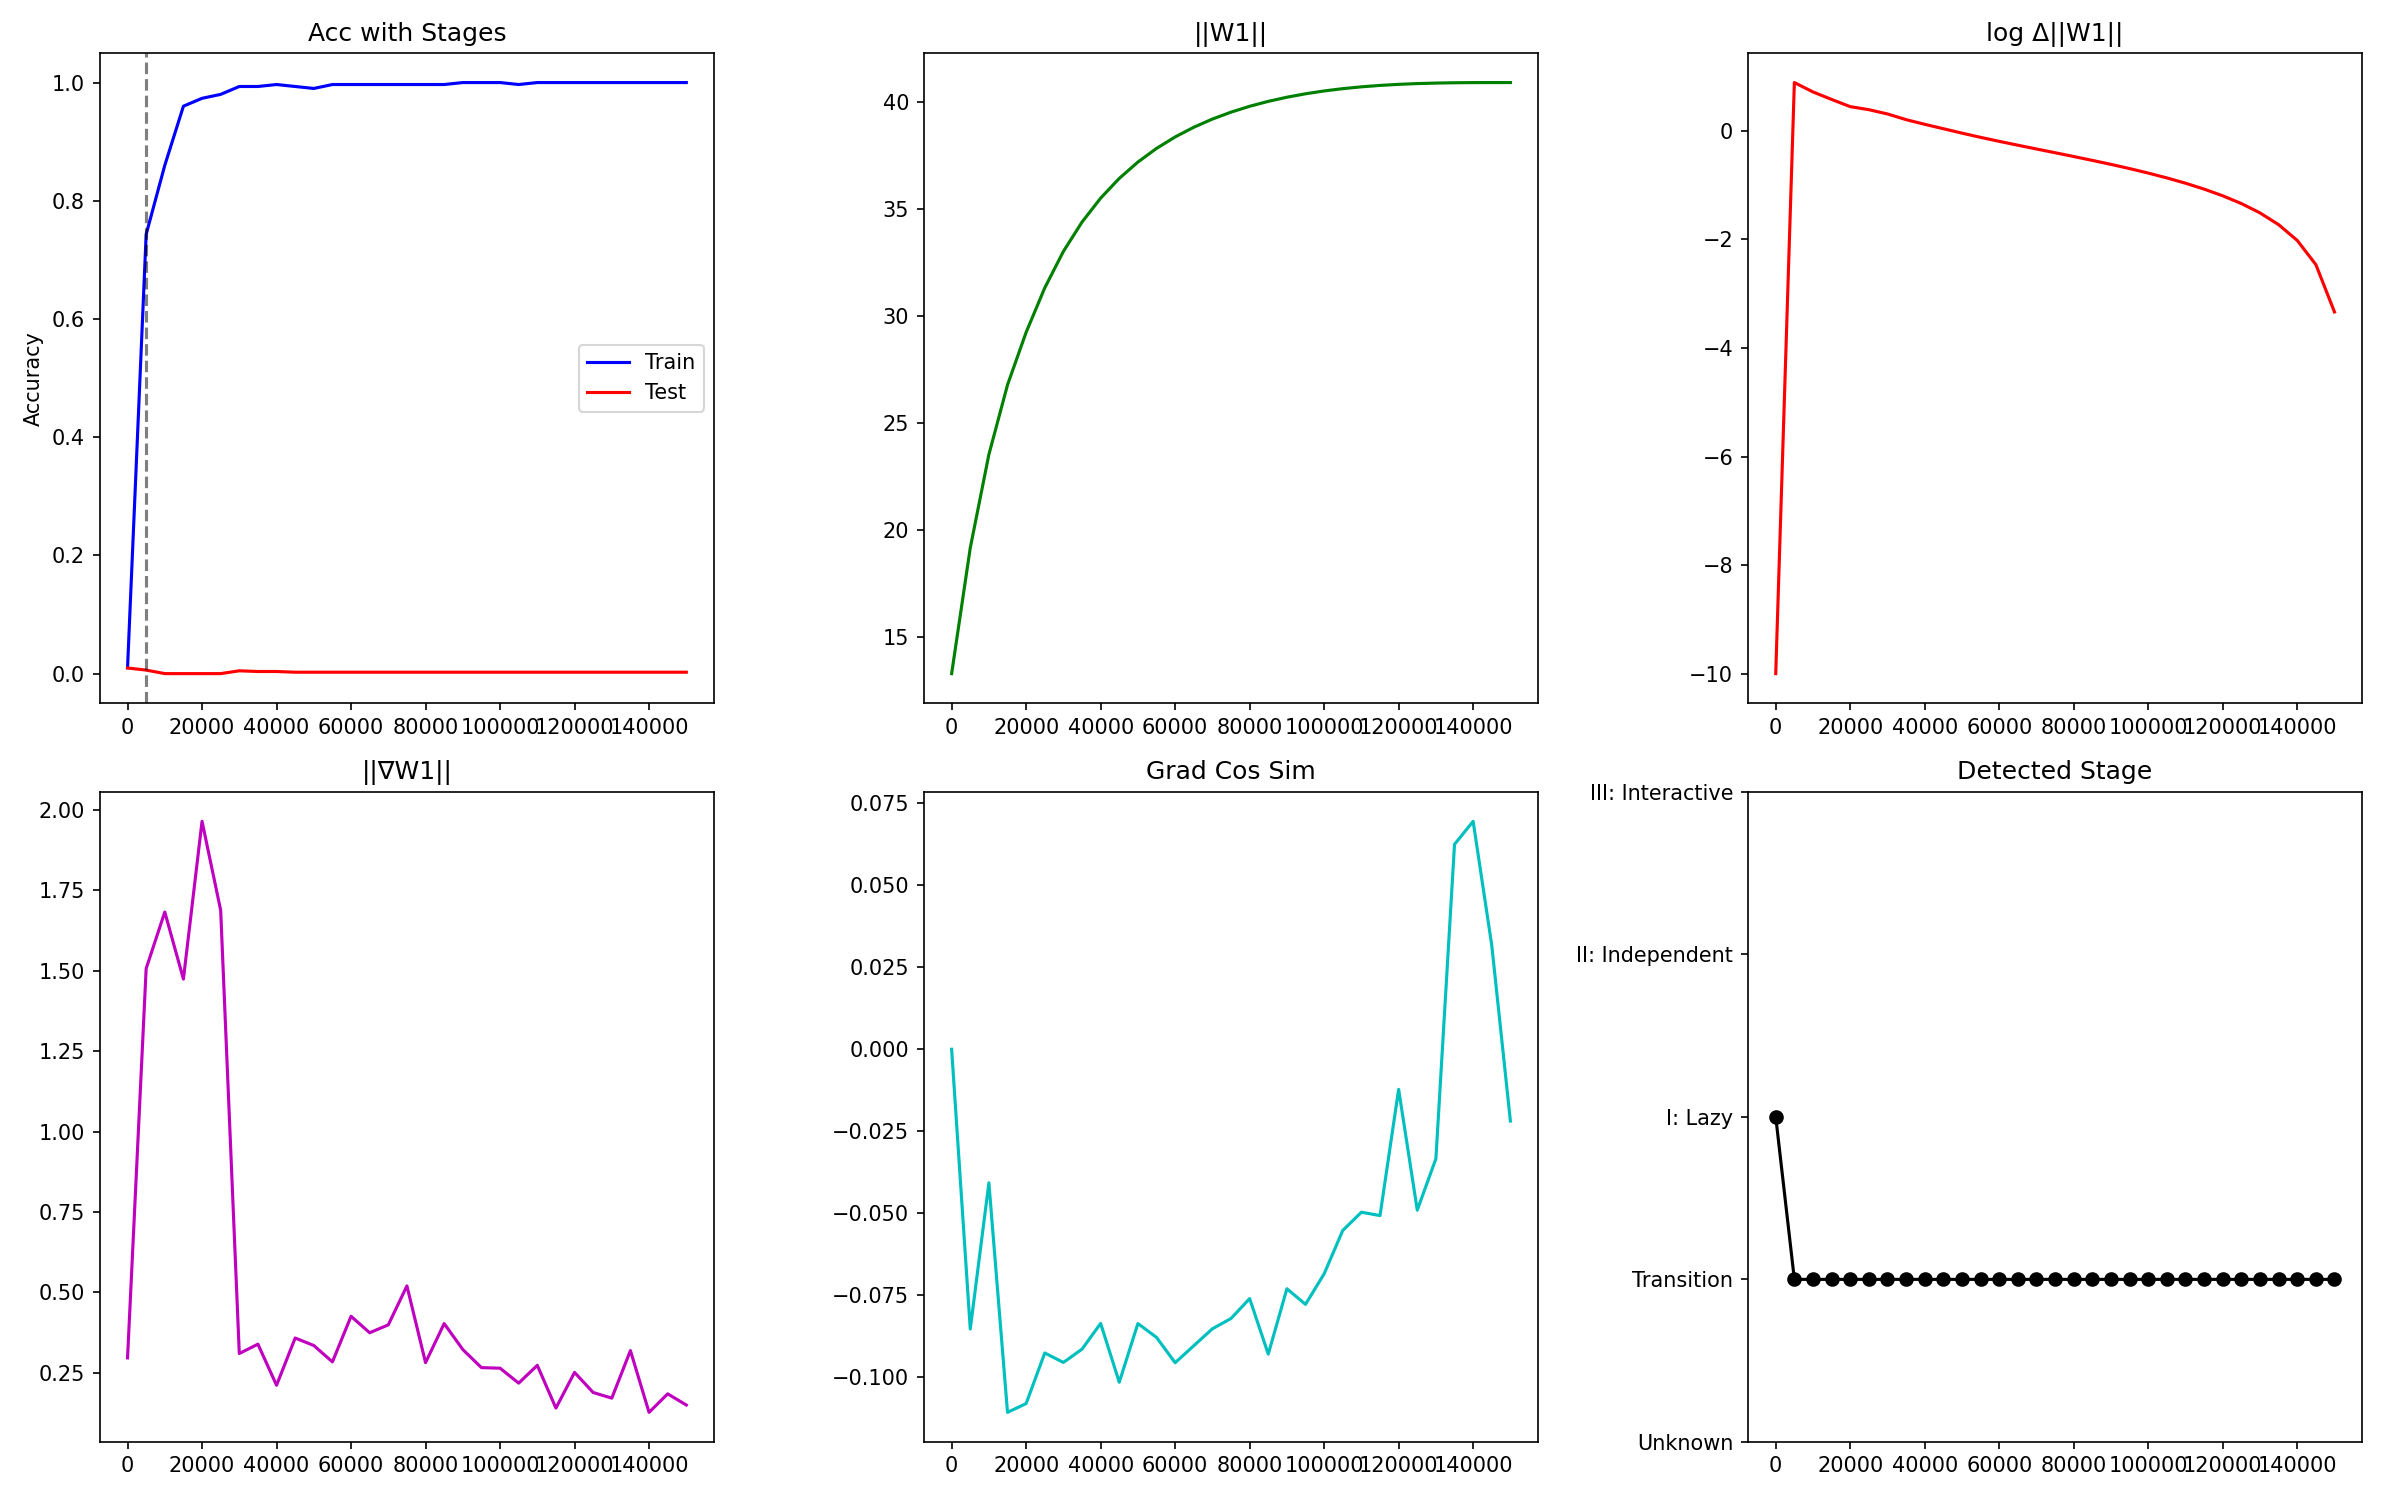 Acc with Stages
Accuracy
1.0
0.8
0.6
0.4
0.2
0.0
Train
Test
0 20000 40000 60000 80000 100000 120000 140000
||W1||
40
35
30
25
20
15
0 20000 40000 60000 80000 100000 120000 140000
log Δ||W1||
0
−2
−4
−6
−8
−10
0 20000 40000 60000 80000 100000 120000 140000
||∇W1||
2.00
1.75
1.50
1.25
1.00
0.75
0.50
0.25
0 20000 40000 60000 80000 100000 120000 140000
Grad Cos Sim
0.075
0.050
0.025
0.000
−0.025
−0.050
−0.075
−0.100
0 20000 40000 60000 80000 100000 120000 140000
Detected Stage
III: Interactive
II: Independent
I: Lazy
Transition
Unknown
0 20000 40000 60000 80000 100000 120000 140000